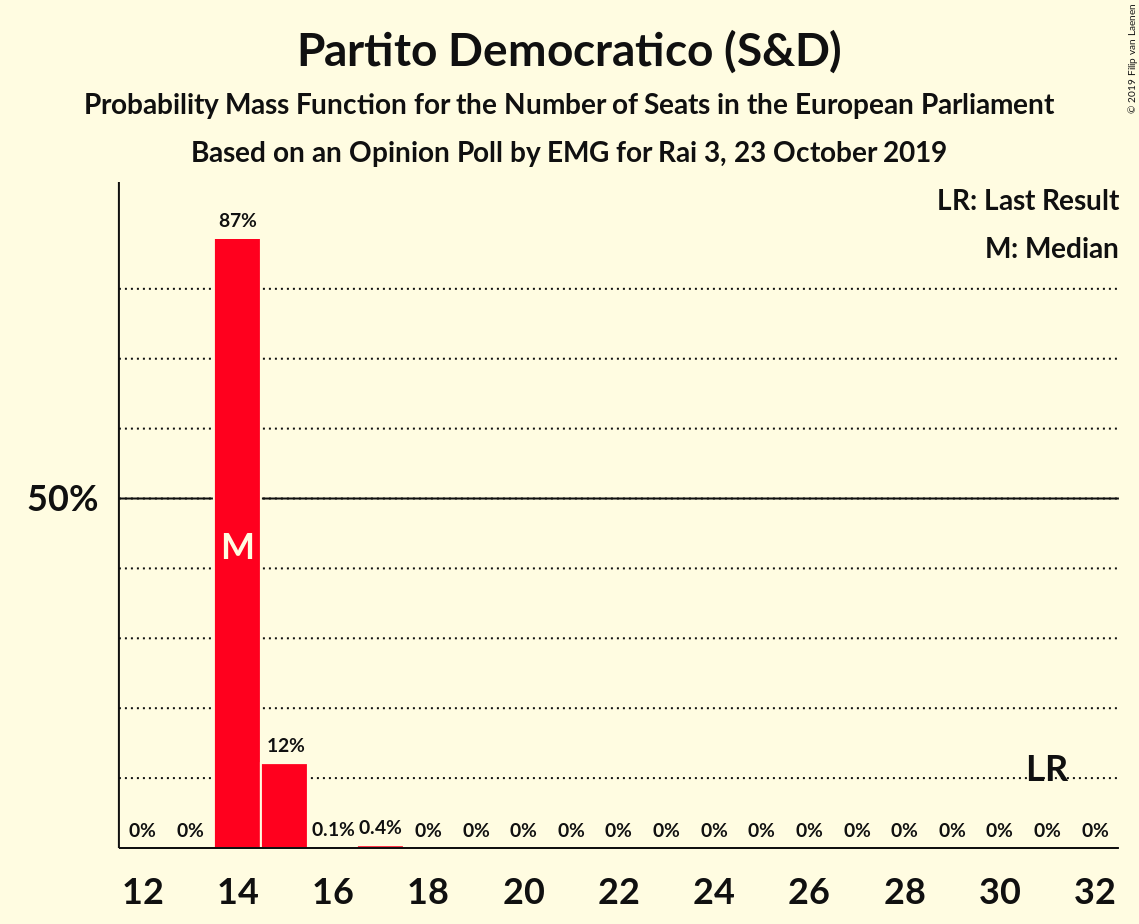 Partito Democratico (S&D)
Probability Mass Function for the Number of Seats in the European Parliament
Based on an Opinion Poll by EMG for Rai 3, 23 October 2019
© 2019 Filip van Laenen
LR: Last Result
M: Median
87%
50%
M
12%
LR
0% 0% 0.1% 0.4% 0% 0% 0% 0% 0% 0% 0% 0% 0% 0% 0% 0% 0% 0% 0%
12 14 16 18 20 22 24 26 28 30 32